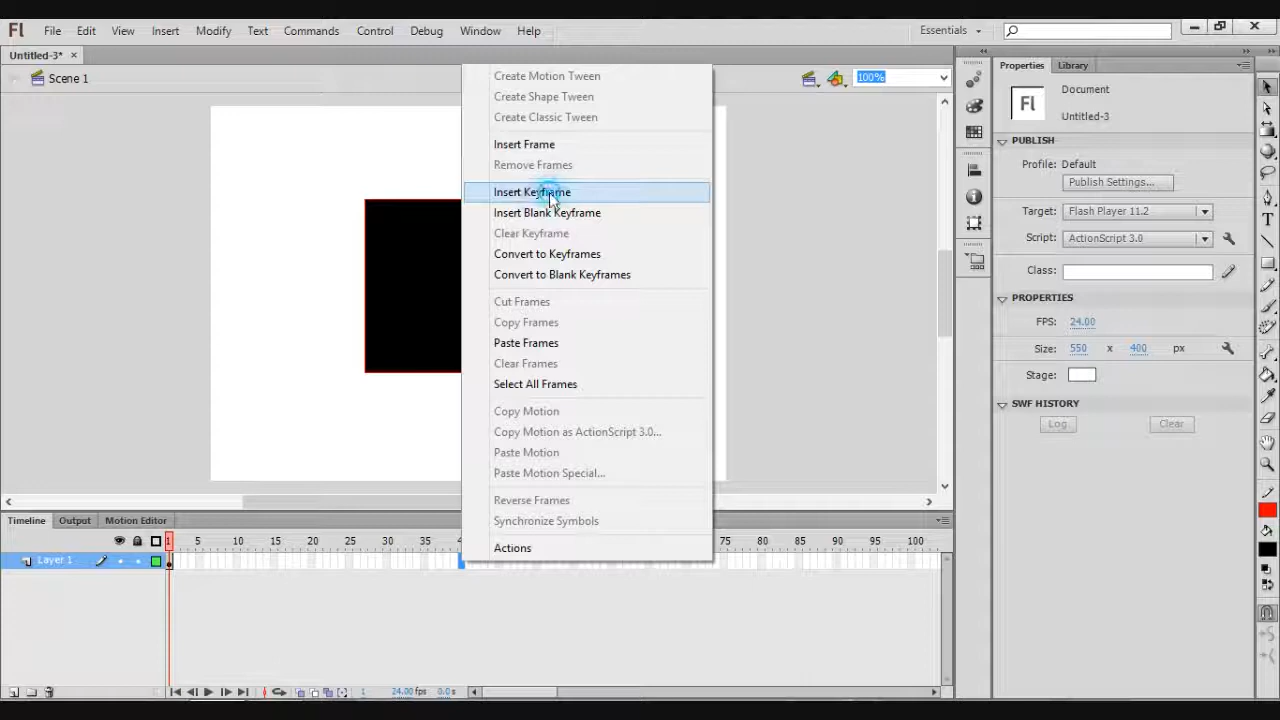 Fl File Edit View Insert Modify Text Commands Control Debug Window Help Essentials
Untitled-3* ×
Scene 1 100%
Create Motion Tween
Create Shape Tween
Create Classic Tween
Insert Frame
Remove Frames
Insert Keyframe
Insert Blank Keyframe
Clear Keyframe
Convert to Keyframes
Convert to Blank Keyframes
Cut Frames
Copy Frames
Paste Frames
Clear Frames
Select All Frames
Copy Motion
Copy Motion as ActionScript 3.0...
Paste Motion
Paste Motion Special...
Reverse Frames
Synchronize Symbols
Actions
Properties Library
Fl
Document
Untitled-3
PUBLISH
Profile: Default
Publish Settings...
Target: Flash Player 11.2
Script: ActionScript 3.0
Class:
PROPERTIES
FPS: 24.00
Size: 550 x 400 px
Stage:
SWF HISTORY
Log Clear
Timeline Output Motion Editor
1 5 10 15 20 25 30 35 75 80 85 90 95 100
Layer 1
1 24.00 fps 0.0 s